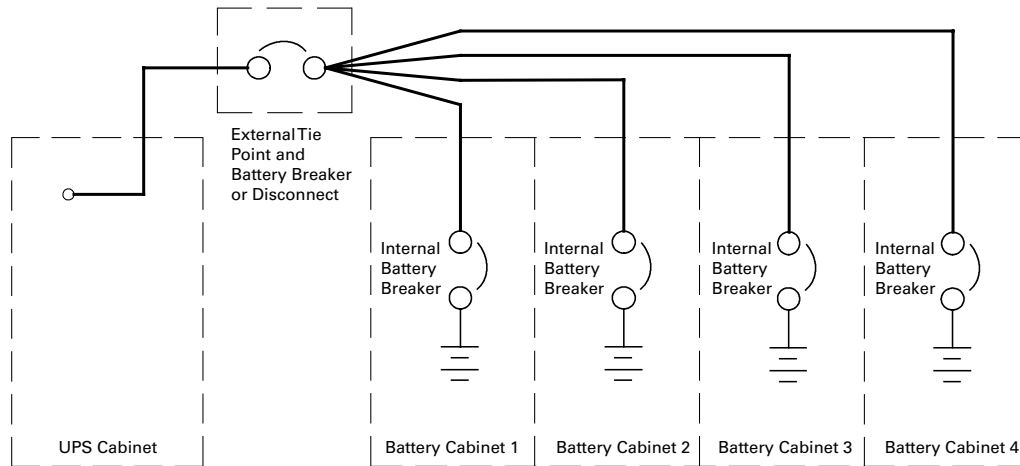 External Tie
Point and
Battery Breaker
or Disconnect
Internal
Battery
Breaker
Internal
Battery
Breaker
Internal
Battery
Breaker
Internal
Battery
Breaker
UPS Cabinet
Battery Cabinet 1
Battery Cabinet 2
Battery Cabinet 3
Battery Cabinet 4